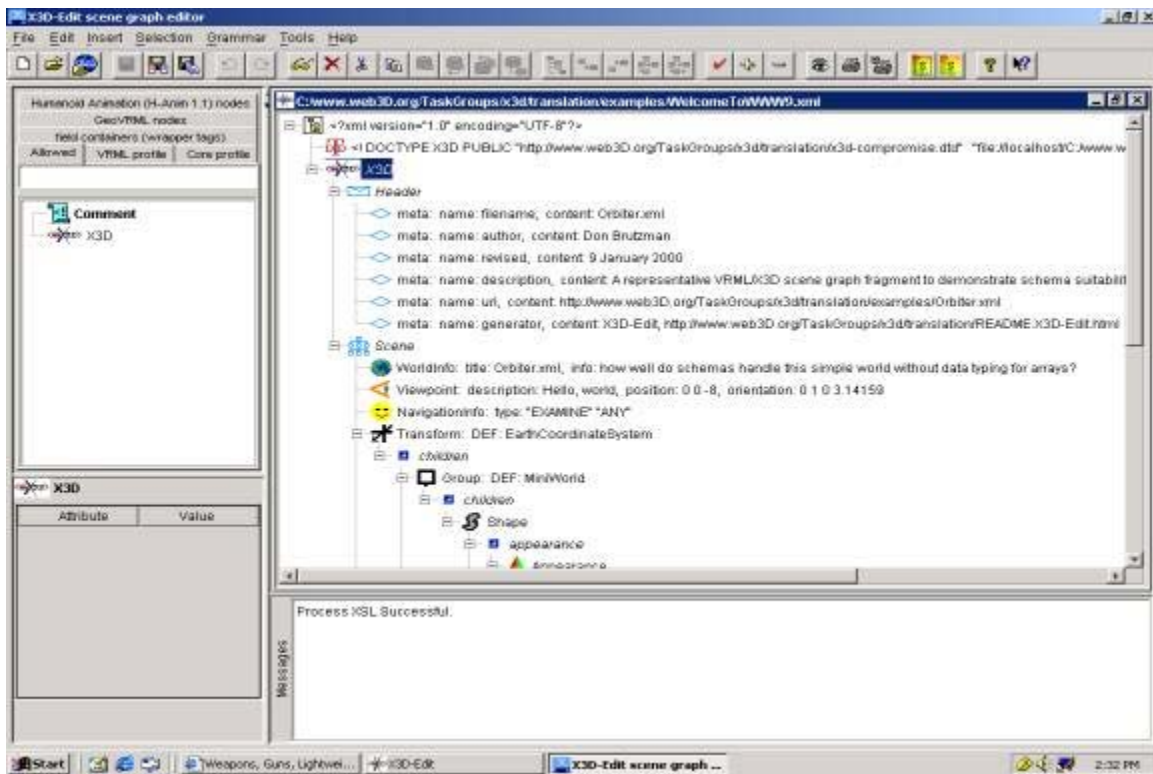 X3D-Edit scene graph editor
File Edit Insert Selection Grammar Tools Help
Humanoid Animation (H-Anim 1.1) nodes
GeoVRML nodes
field containers (wrapper tags)
Allowed VRML profile Core profile
Comment
X3D
X3D
Attribute Value
C:/www.web3D.org/TaskGroups/x3d/translation/examples/WelcomeToWWW9.xml
<?xml version="1.0" encoding="UTF-8"?>
<!DOCTYPE X3D PUBLIC "http://www.web3D.org/TaskGroups/x3d/translation/x3d-compromise.dtd" "file://localhost/C:/www.w
X3D
Header
meta: name: filename, content: Orbiter.xml
meta: name: author, content: Don Brutzman
meta: name: revised, content: 9 January 2000
meta: name: description, content: A representative VRML/X3D scene graph fragment to demonstrate schema suitabilit
meta: name: url, content: http://www.web3D.org/TaskGroups/x3d/translation/examples/Orbiter.xml
meta: name: generator, content: X3D-Edit, http://www.web3D.org/TaskGroups/x3d/translation/README.X3D-Edit.html
Scene
WorldInfo: title: Orbiter.xml, info: how well do schemas handle this simple world without data typing for arrays?
Viewpoint: description: Hello, world, position: 0 0 -8, orientation: 0 1 0 3.14159
NavigationInfo: type: "EXAMINE" "ANY"
Transform: DEF: EarthCoordinateSystem
children
Group: DEF: MiniWorld
children
Shape
appearance
Appearance
Messages
Process XSL Successful.
Start Weapons, Guns, Lightwei... X3D-Edit X3D-Edit scene graph ... 2:32 PM